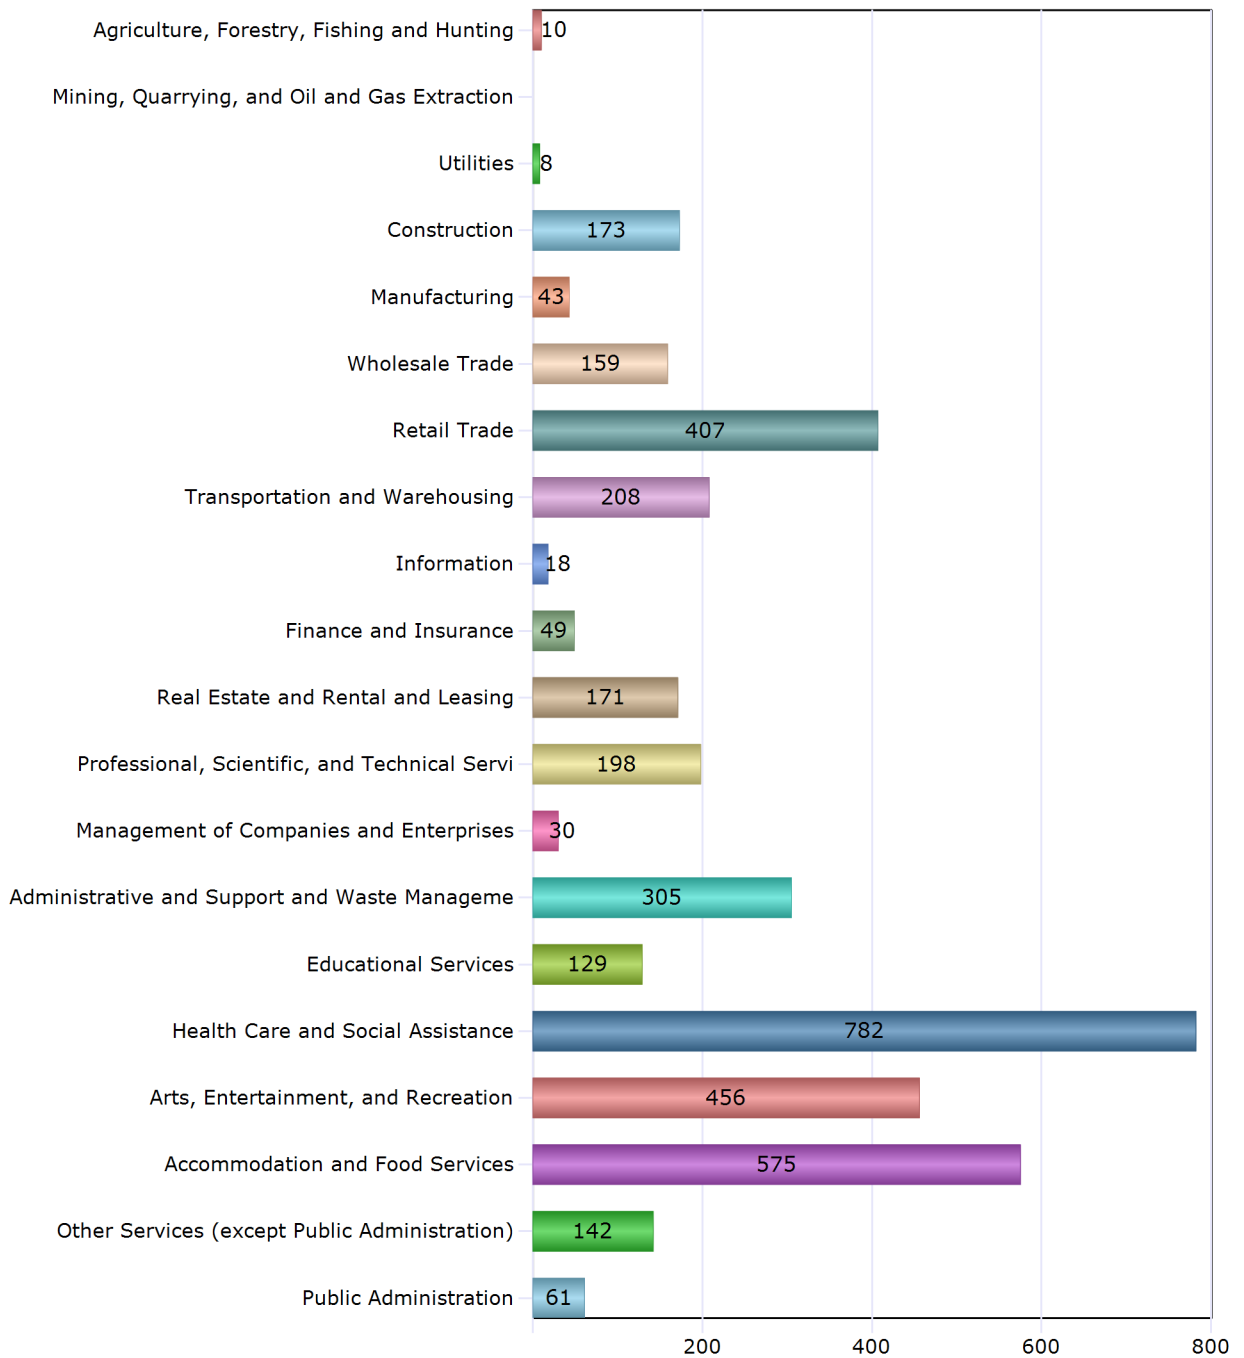 Agriculture, Forestry, Fishing and Hunting 10
Mining, Quarrying, and Oil and Gas Extraction
Utilities 8
Construction 173
Manufacturing 43
Wholesale Trade 159
Retail Trade 407
Transportation and Warehousing 208
Information 18
Finance and Insurance 49
Real Estate and Rental and Leasing 171
Professional, Scientific, and Technical Servi 198
Management of Companies and Enterprises 30
Administrative and Support and Waste Manageme 305
Educational Services 129
Health Care and Social Assistance 782
Arts, Entertainment, and Recreation 456
Accommodation and Food Services 575
Other Services (except Public Administration) 142
Public Administration 61
200 400 600 800